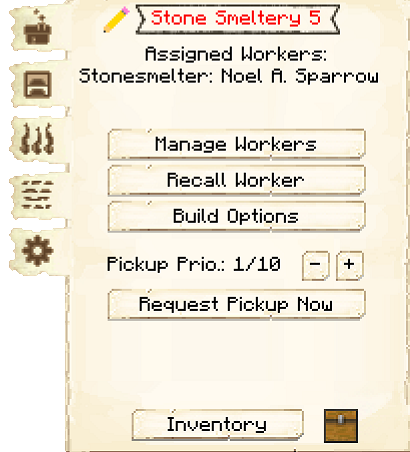 Stone Smeltery 5
Assigned Workers:
Stonesmelter: Noel A. Sparrow
Manage Workers
Recall Worker
Build Options
Pickup Prio.: 1/10 - +
Request Pickup Now
Inventory